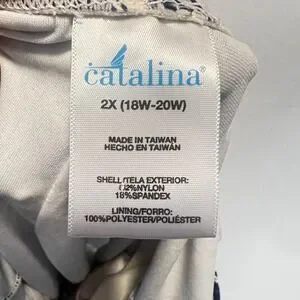 catalina
2X (18W-20W)
MADE IN TAIWAN
HECHO EN TAIWÁN
SHELL/TELA EXTERIOR:
82%NYLON
18%SPANDEX
LINING/FORRO:
100%POLYESTER/POLIÉSTER